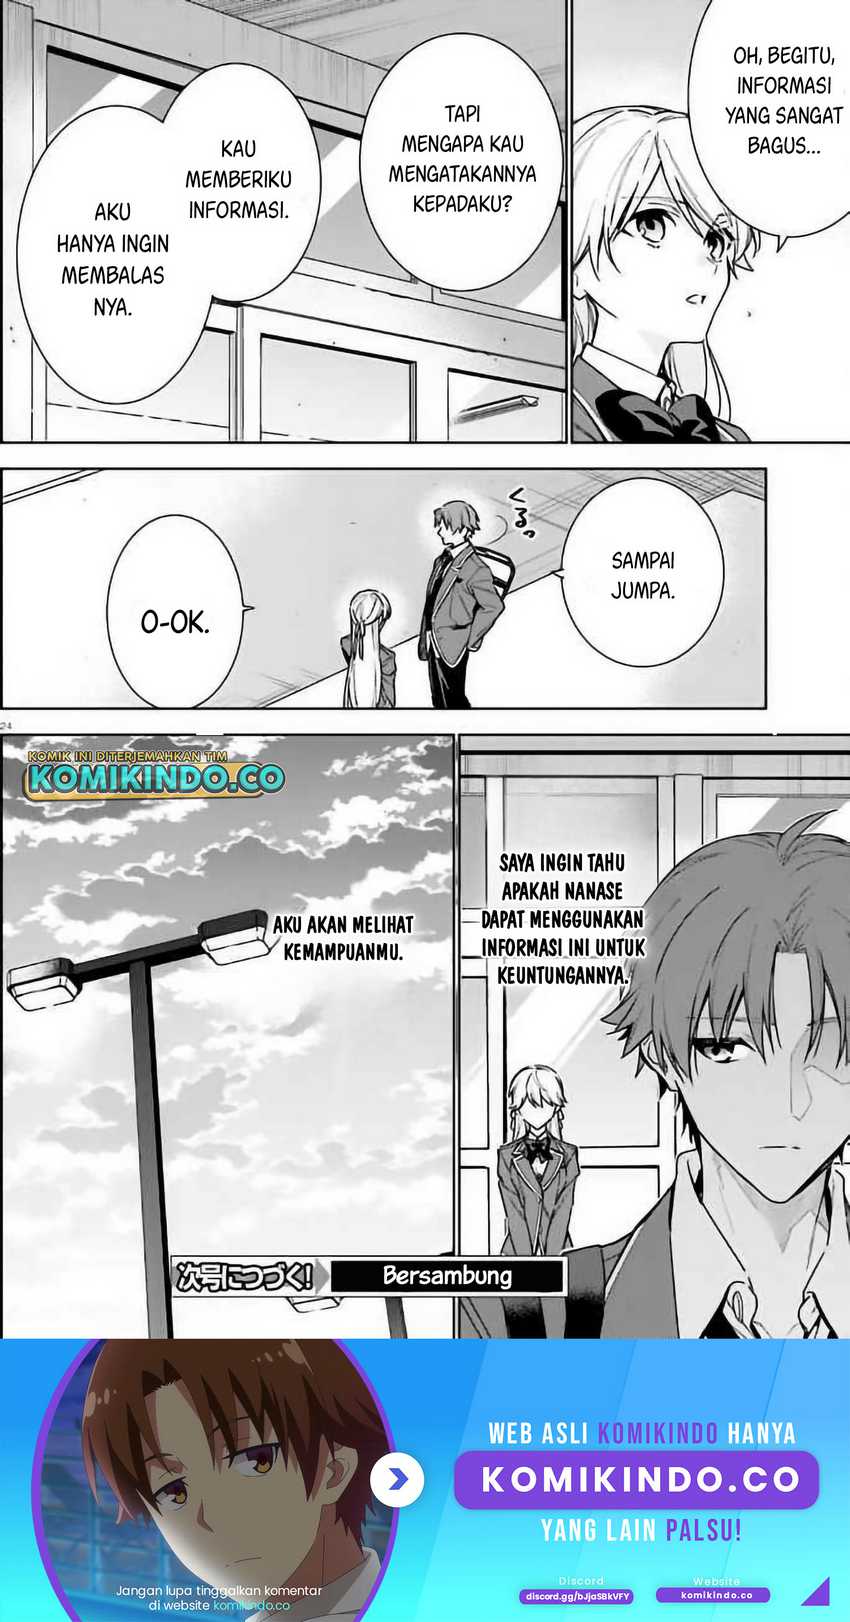 OH, BEGITU,
INFORMASI
YANG SANGAT
BAGUS...
TAPI
MENGAPA KAU
MENGATAKANNYA
KEPADAKU?
KAU
MEMBERIKU
INFORMASI.
AKU
HANYA INGIN
MEMBALAS
NYA.
くるっ
SAMPAI
JUMPA.
O-OK.
24
SAYA INGIN TAHU
APAKAH NANASE
DAPAT MENGGUNAKAN
INFORMASI INI UNTUK
KEUNTUNGANNYA.
KOMIK INI DITERJEMAHKAN TIM
KOMIKINDO.CO
AKU AKAN MELIHAT
KEMAMPUANMU.
次号につづく!
Bersambung
WEB ASLI KOMIKINDO HANYA
KOMIKINDO.CO
YANG LAIN PALSU!
Jangan lupa tinggalkan komentar
di website komikindo.co
Discord
discord.gg/bJjaSBkVFY
Website
komikindo.co